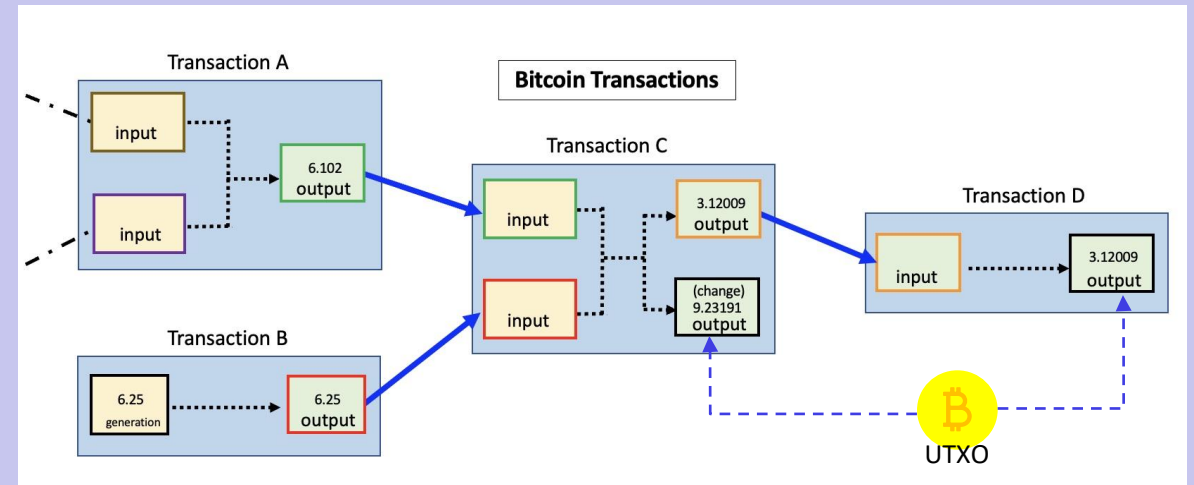 Transaction A
Bitcoin Transactions
input
6.102
output
input
Transaction C
input
3.12009
output
input
(change)
9.23191
output
Transaction D
input
3.12009
output
Transaction B
6.25
generation
6.25
output
₿
UTXO